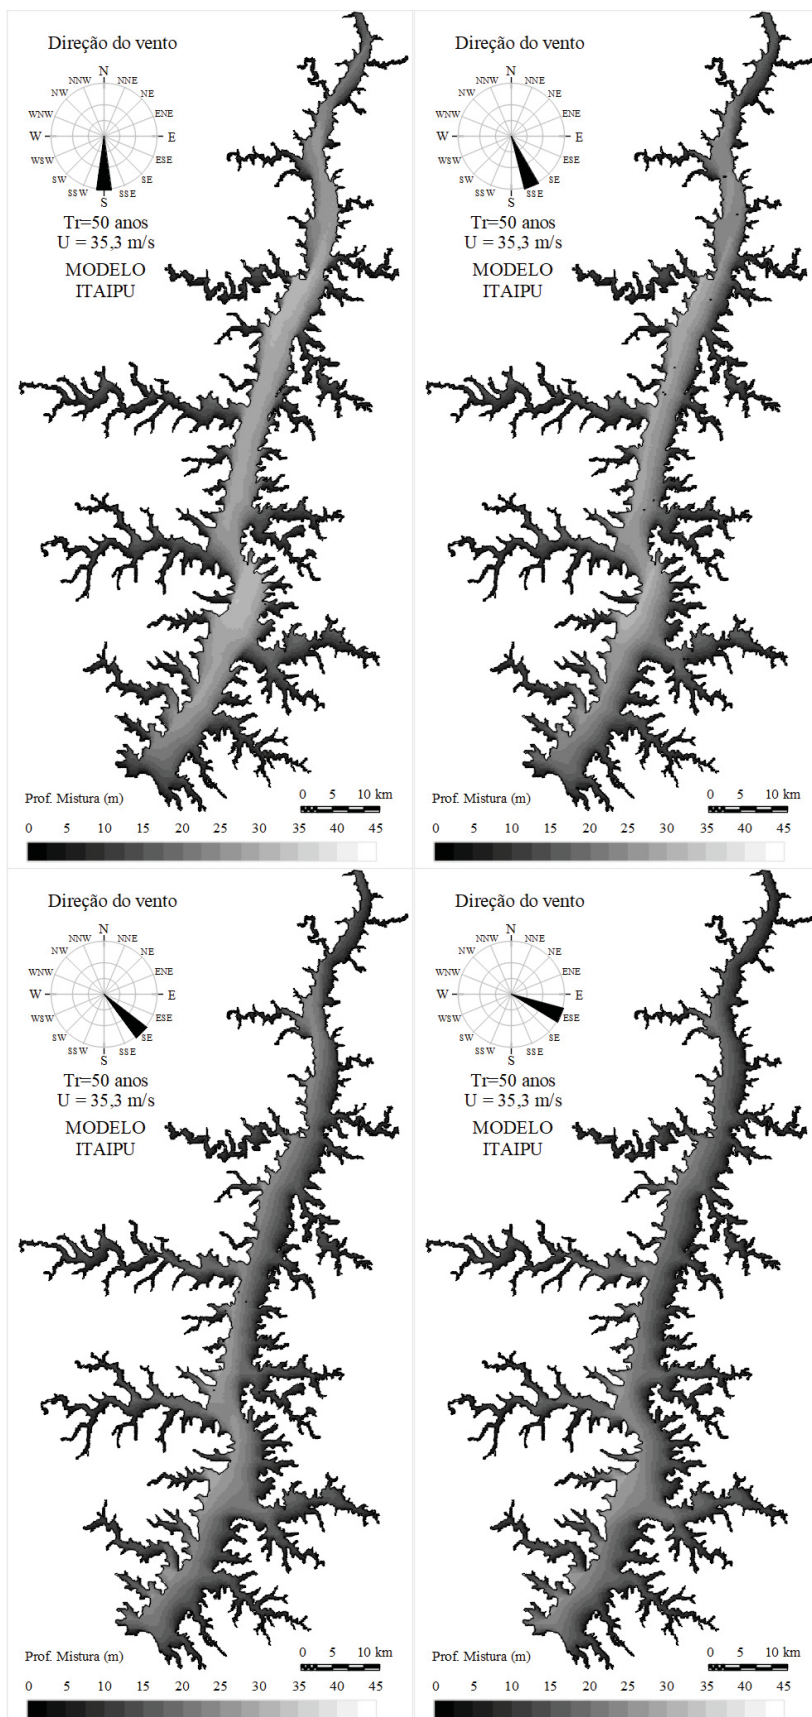 Direção do vento
N
NNW NNE
NW NE
WNW ENE
W E
WSW ESE
SW SE
SSW SSE
S
Tr=50 anos
U = 35,3 m/s
MODELO
ITAIPU
Prof. Mistura (m)
0 5 10 km
0 5 10 15 20 25 30 35 45
Direção do vento
N
NNW NNE
NW NE
WNW ENE
W E
WSW ESE
SW SE
SSW SSE
S
Tr=50 anos
U = 35,3 m/s
MODELO
ITAIPU
Prof. Mistura (m)
0 5 10 km
0 5 10 15 20 25 30 35 45
Direção do vento
N
NNW NNE
NW NE
WNW ENE
W E
WSW ESE
SW SE
SSW SSE
S
Tr=50 anos
U = 35,3 m/s
MODELO
ITAIPU
Prof. Mistura (m)
0 5 10 km
0 5 10 15 20 25 30 35 45
Direção do vento
N
NNW NNE
NW NE
WNW ENE
W E
WSW ESE
SW SE
SSW SSE
S
Tr=50 anos
U = 35,3 m/s
MODELO
ITAIPU
Prof. Mistura (m)
0 5 10 km
0 5 10 15 20 25 30 35 45